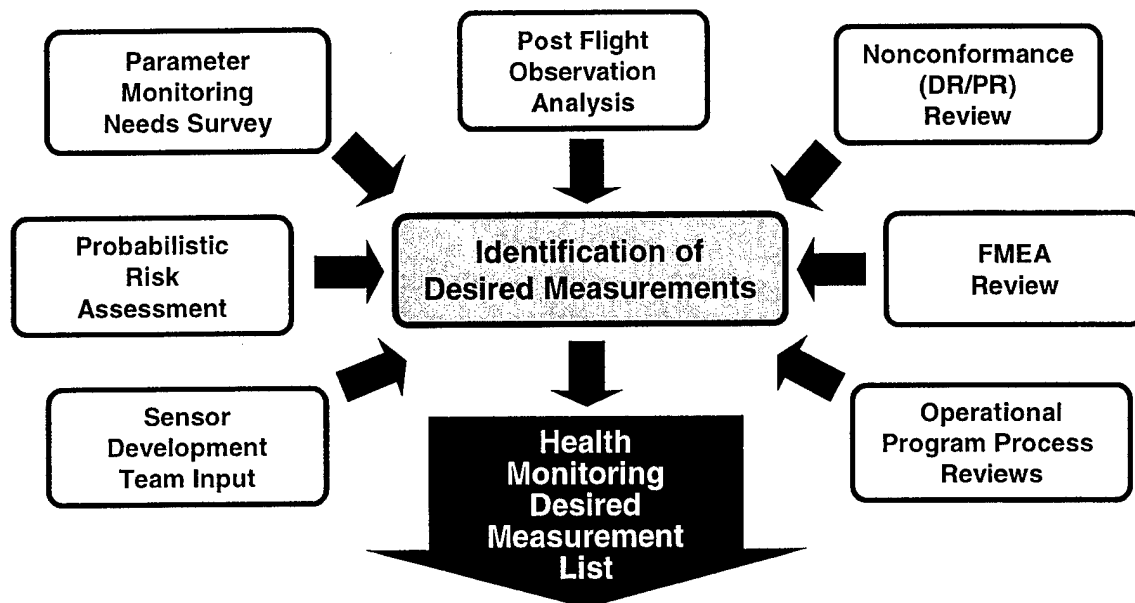 Parameter
Monitoring
Needs Survey
Post Flight
Observation
Analysis
Nonconformance
(DR/PR)
Review
Probabilistic
Risk
Assessment
Identification of
Desired Measurements
FMEA
Review
Sensor
Development
Team Input
Health
Monitoring
Desired
Measurement
List
Operational
Program Process
Reviews